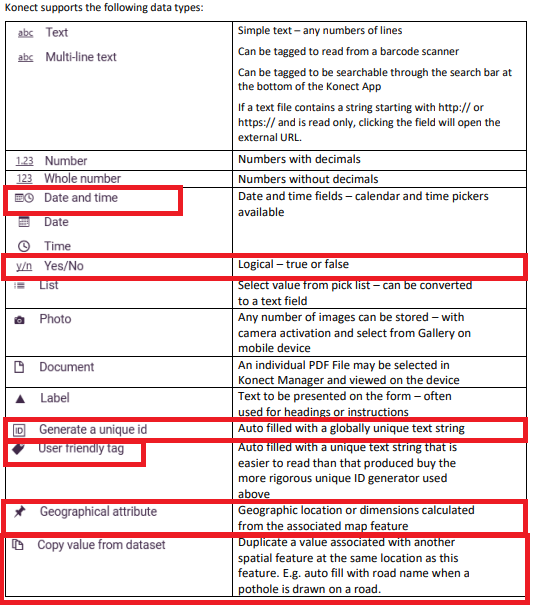 Konect supports the following data types:
abc Text
Simple text – any numbers of lines
abc Multi-line text
Can be tagged to read from a barcode scanner
Can be tagged to be searchable through the search bar at
the bottom of the Konect App
If a text file contains a string starting with http:// or
https:// and is read only, clicking the field will open the
external URL.
1.23 Number
Numbers with decimals
123 Whole number
Numbers without decimals
Date and time
Date and time fields – calendar and time pickers
available
Date
Time
y/n Yes/No
Logical – true or false
List
Select value from pick list – can be converted
to a text field
Photo
Any number of images can be stored – with
camera activation and select from Gallery on
mobile device
Document
An individual PDF File may be selected in
Konect Manager and viewed on the device
Label
Text to be presented on the form – often
used for headings or instructions
ID Generate a unique id
Auto filled with a globally unique text string
User friendly tag
Auto filled with a unique text string that is
easier to read than that produced buy the
more rigorous unique ID generator used
above
Geographical attribute
Geographic location or dimensions calculated
from the associated map feature
Copy value from dataset
Duplicate a value associated with another
spatial feature at the same location as this
feature. E.g. auto fill with road name when a
pothole is drawn on a road.